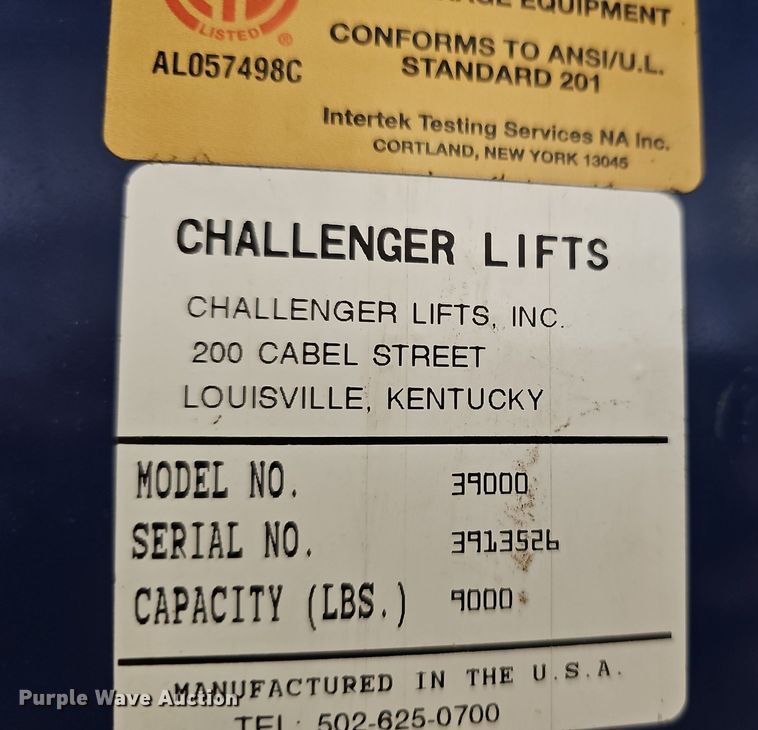 LISTED ®
EQUIPMENT
AL057498C
CONFORMS TO ANSI/U.L.
STANDARD 201
Intertek Testing Services NA Inc.
CORTLAND, NEW YORK 13045
CHALLENGER LIFTS
CHALLENGER LIFTS, INC.
200 CABEL STREET
LOUISVILLE, KENTUCKY
MODEL NO. 39000
SERIAL NO. 3913526
CAPACITY (LBS.) 9000
MANUFACTURED IN THE U.S.A.
TEL: 502-625-0700
Purple Wave Auction